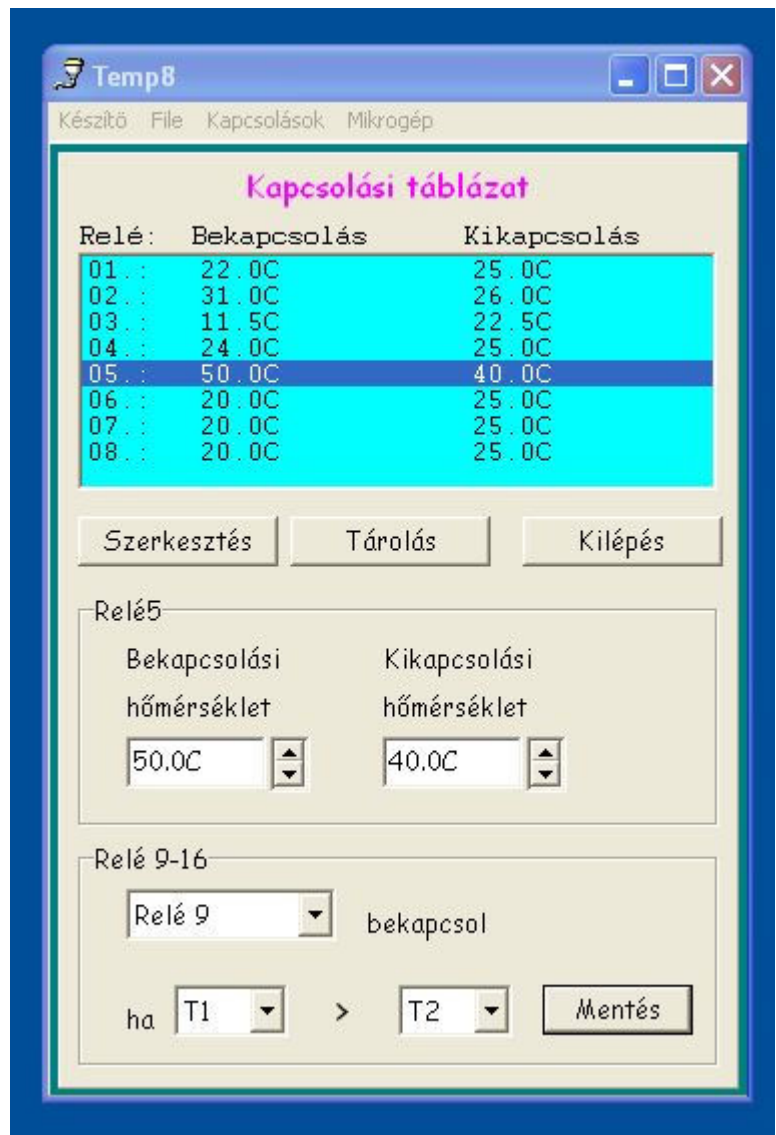 Temp8
Készítö File Kapcsolások Mikrogép
Kapcsolási táblázat
Relé: Bekapcsolás Kikapcsolás
01.: 22.0C 25.0C
02.: 31.0C 26.0C
03.: 11.5C 22.5C
04.: 24.0C 25.0C
05.: 50.0C 40.0C
06.: 20.0C 25.0C
07.: 20.0C 25.0C
08.: 20.0C 25.0C
Szerkesztés Tárolás Kilépés
Relé5
Bekapcsolási Kikapcsolási
hőmérséklet hőmérséklet
50.0C 40.0C
Relé 9-16
Relé 9 bekapcsol
ha T1 > T2 Mentés